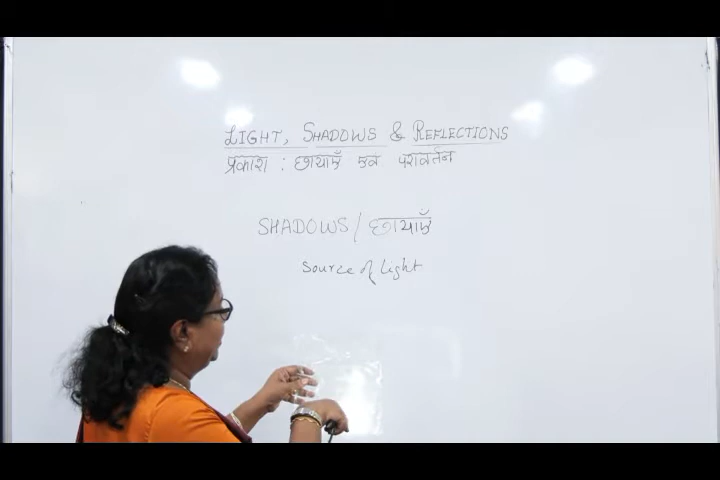 LIGHT, SHADOWS & REFLECTIONS
प्रकाश : छायाएँ एवं परावर्तन
SHADOWS / छायाएँ
Source of light